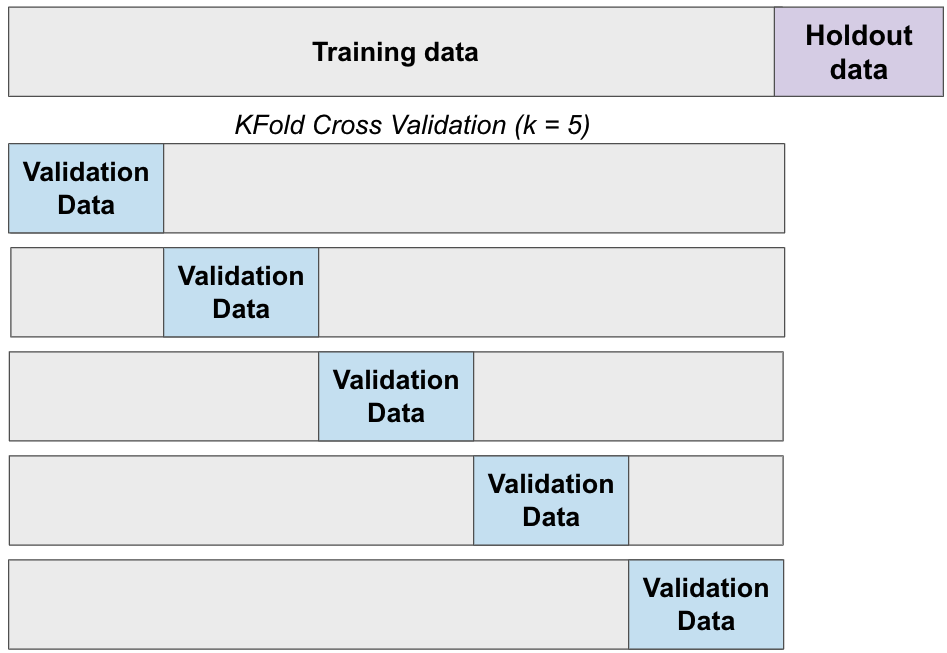 Training data
Holdout
data
KFold Cross Validation (k = 5)
Validation
Data
Validation
Data
Validation
Data
Validation
Data
Validation
Data